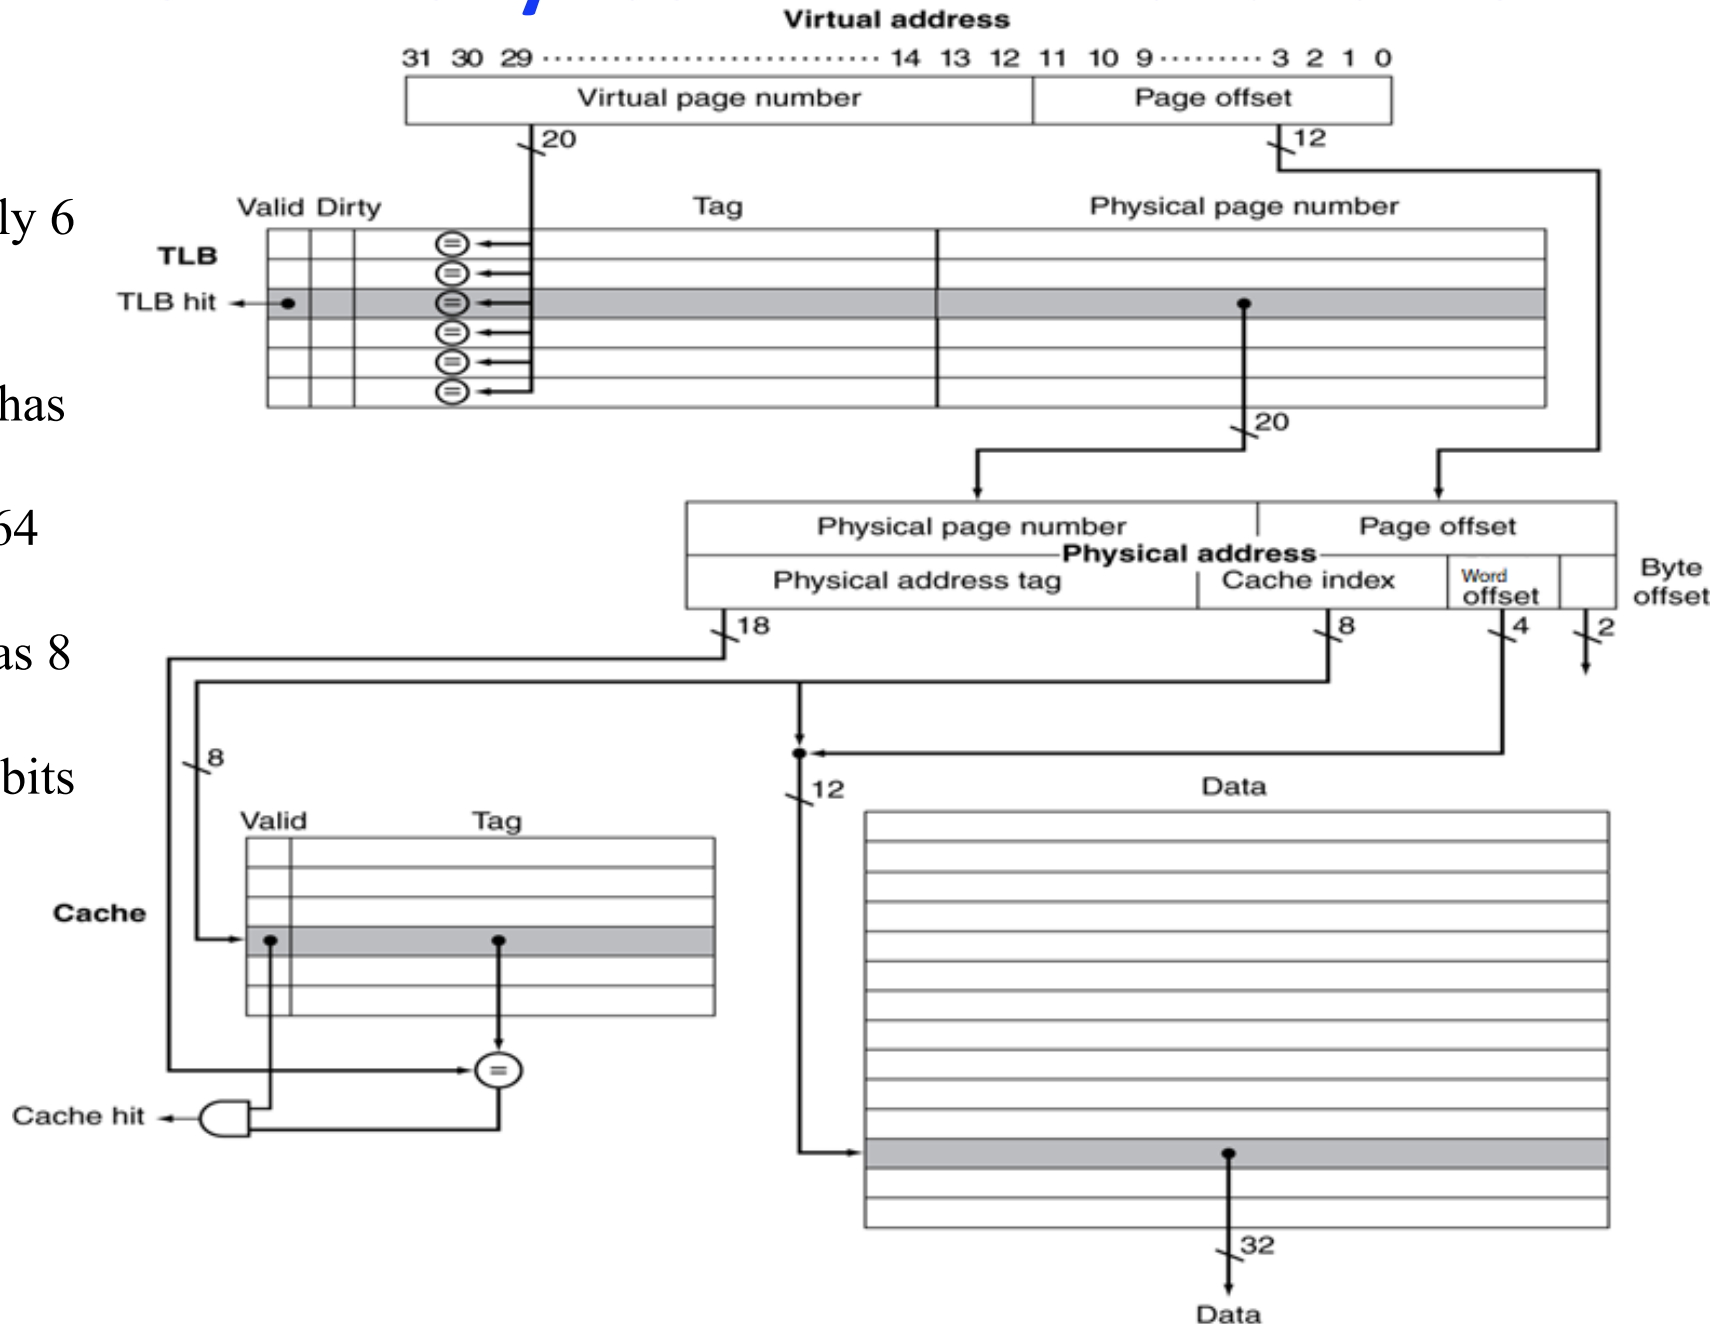 Virtual address
31 30 29 14 13 12 11 10 9 3 2 1 0
Virtual page number Page offset
20 12
ly 6
Valid Dirty Tag Physical page number
TLB
=
=
TLB hit =
=
=
=
has
20
64
Physical page number Page offset
Physical address
Physical address tag Cache index Word offset Byte offset
18 8 4 2
as 8
8
bits
12
Data
Valid Tag
Cache
=
Cache hit
32
Data